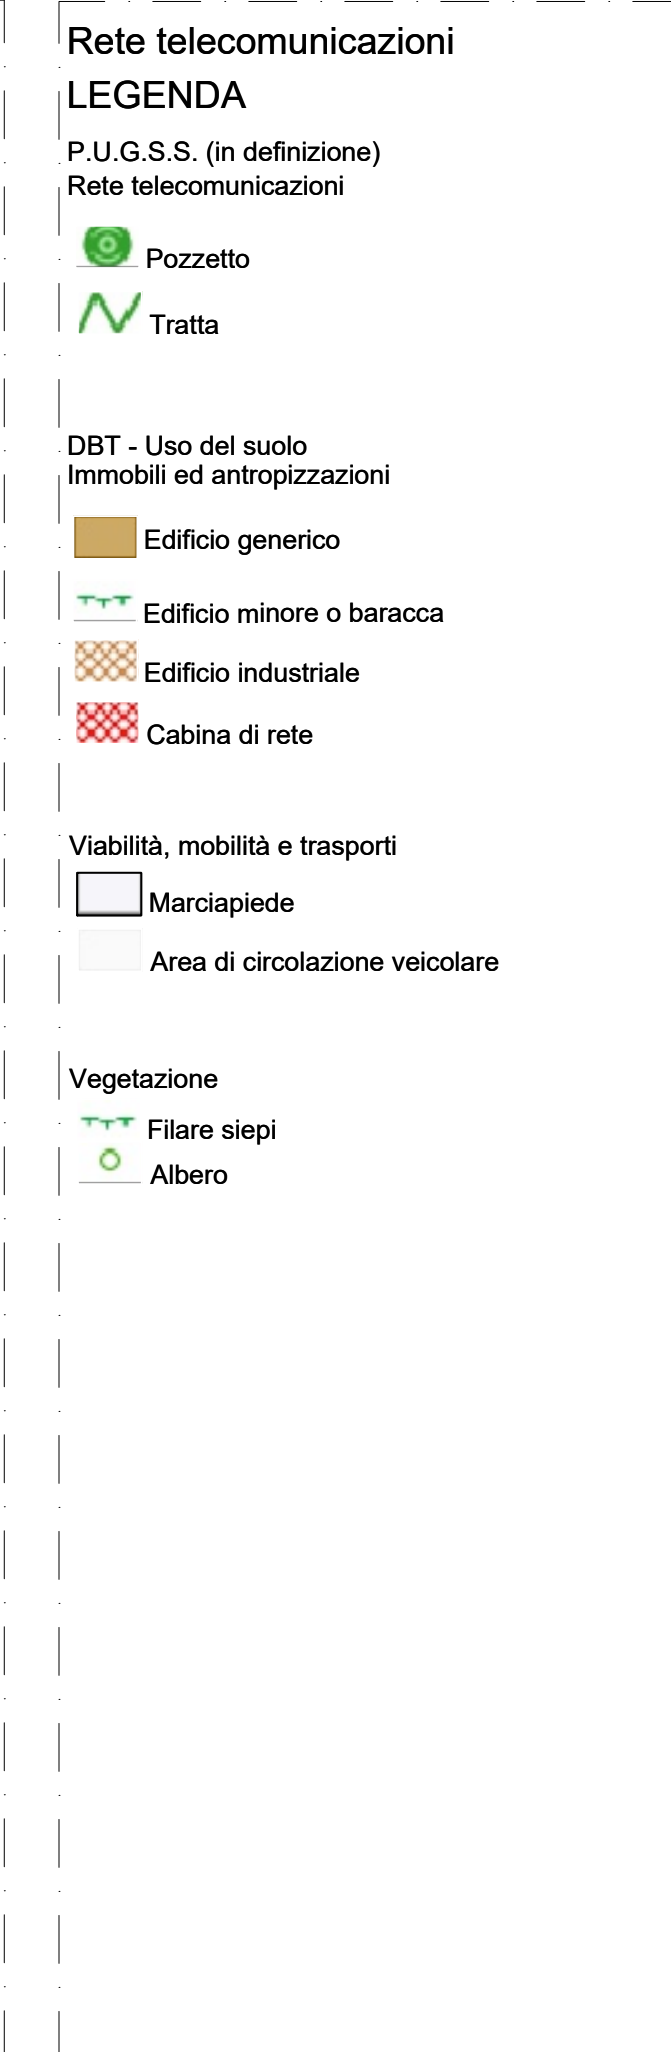 Rete telecomunicazioni
LEGENDA
P.U.G.S.S. (in definizione)
Rete telecomunicazioni
Pozzetto
Tratta
DBT - Uso del suolo
Immobili ed antropizzazioni
Edificio generico
Edificio minore o baracca
Edificio industriale
Cabina di rete
Viabilità, mobilità e trasporti
Marciapiede
Area di circolazione veicolare
Vegetazione
Filare siepi
Albero